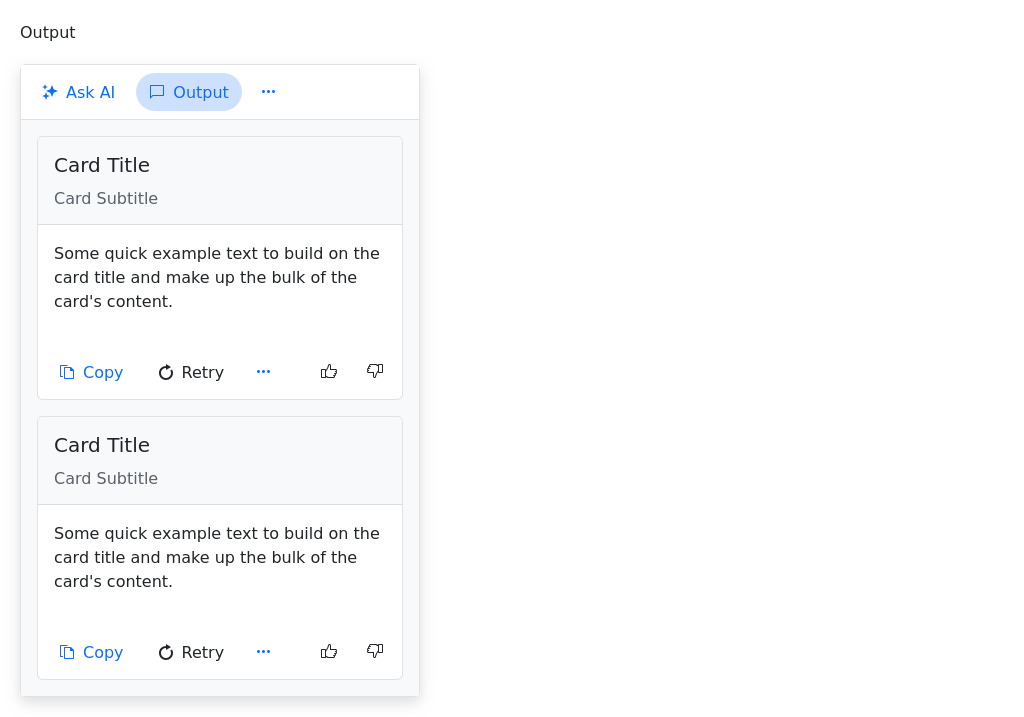 Output
Ask AI Output
Card Title
Card Subtitle
Some quick example text to build on the
card title and make up the bulk of the
card's content.
Copy Retry
Card Title
Card Subtitle
Some quick example text to build on the
card title and make up the bulk of the
card's content.
Copy Retry